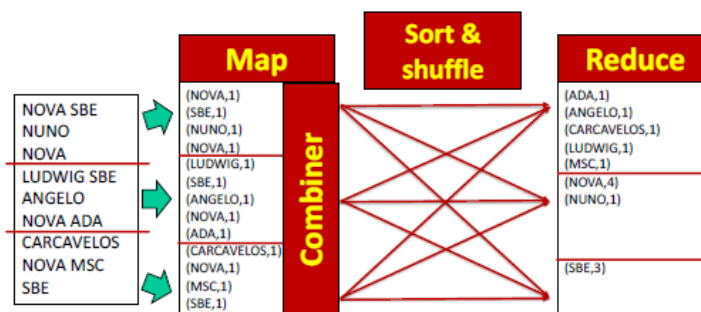 Map
Sort &
shuffle
Reduce
NOVA SBE
NUNO
NOVA
LUDWIG SBE
ANGELO
NOVA ADA
CARCAVELOS
NOVA MSC
SBE
(NOVA,1)
(SBE,1)
(NUNO,1)
(NOVA,1)
(LUDWIG,1)
(SBE,1)
(ANGELO,1)
(NOVA,1)
(ADA,1)
(CARCAVELOS,1)
(NOVA,1)
(MSC,1)
(SBE,1)
Combiner
(ADA,1)
(ANGELO,1)
(CARCAVELOS,1)
(LUDWIG,1)
(MSC,1)
(NOVA,4)
(NUNO,1)
(SBE,3)